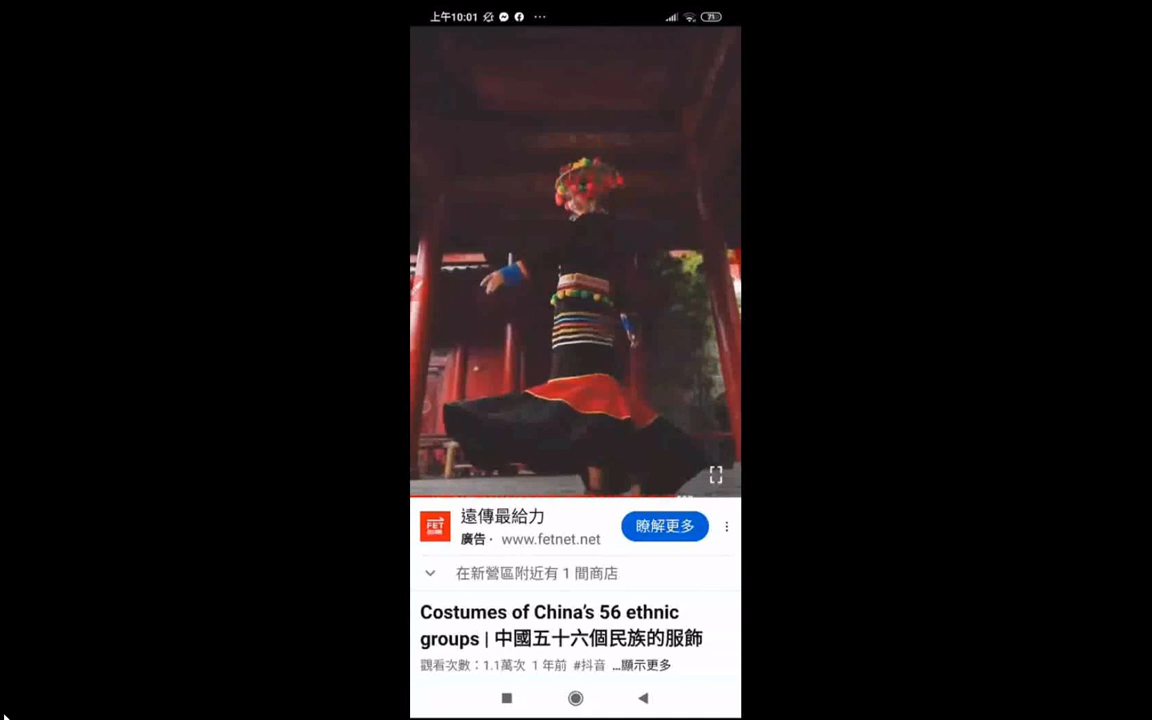 上午10:01
71
遠傳最給力
FET
廣告 · www.fetnet.net
瞭解更多
在新營區附近有 1 間商店
Costumes of China's 56 ethnic
groups | 中國五十六個民族的服飾
觀看次數：1.1萬次 1 年前 #抖音 ...顯示更多